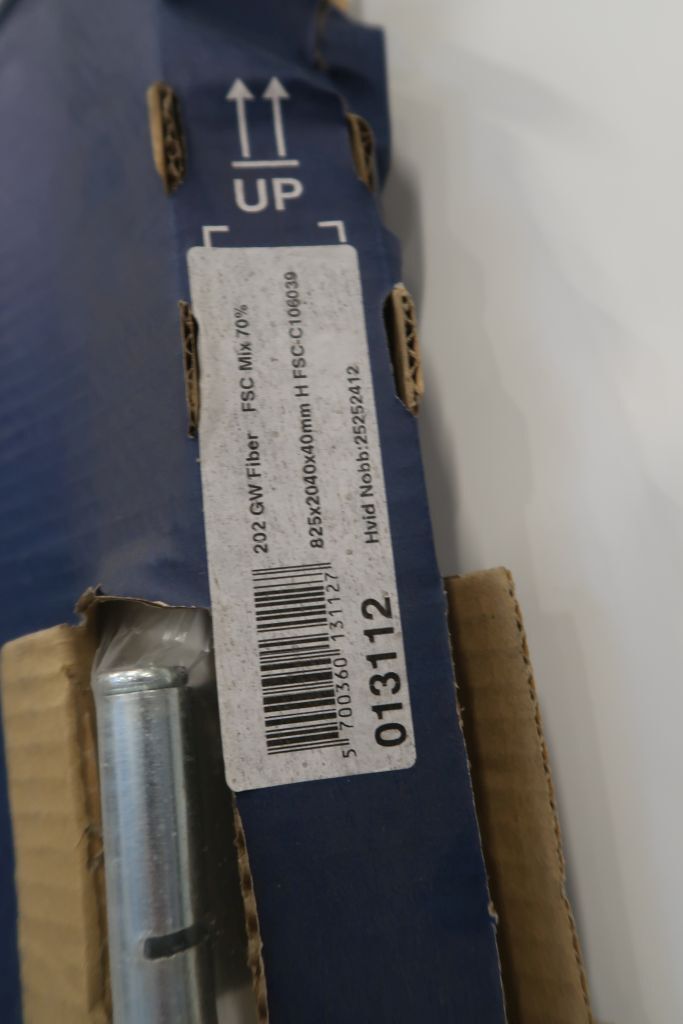 UP
202 GW Fiber FSC Mix 70%
825x2040x40mm H FSC-C106039
Hvid Nobb:25252412
5 700360 131127
013112